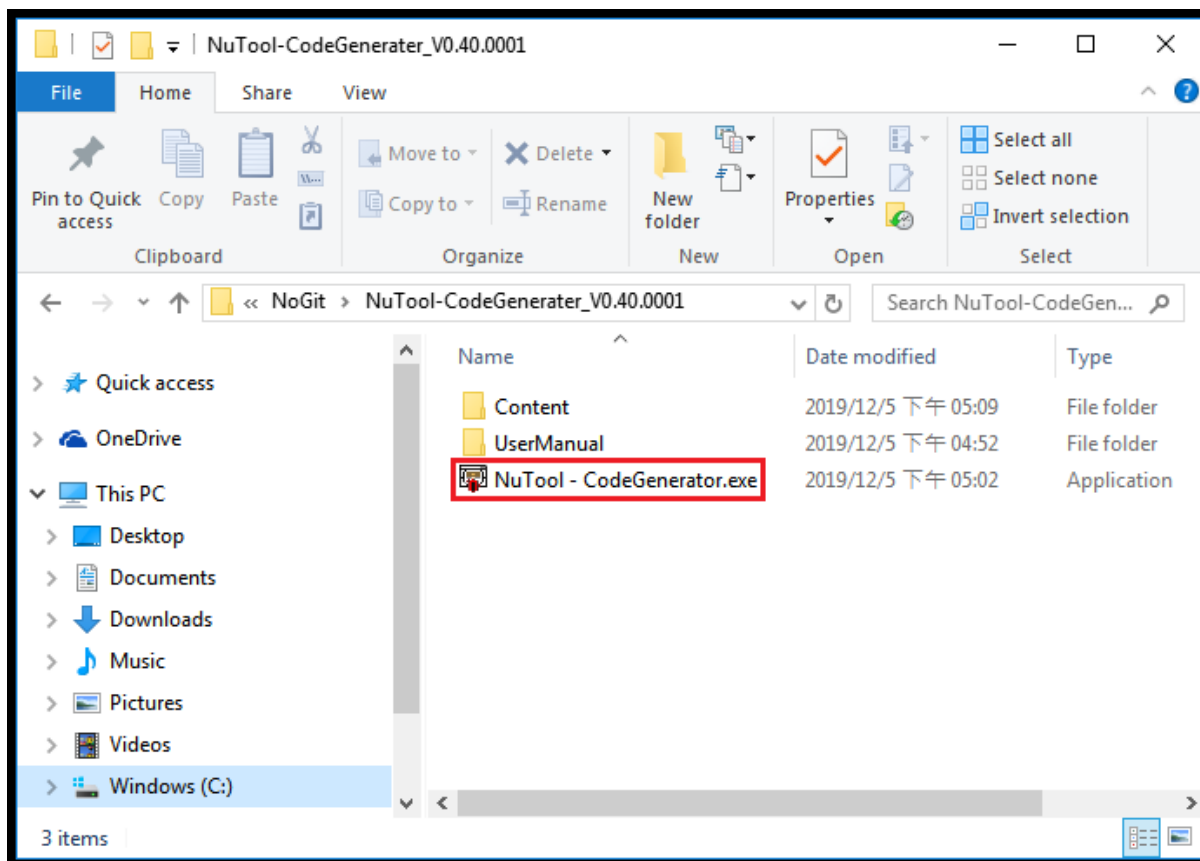 NuTool-CodeGenerater_V0.40.0001
File Home Share View
Pin to Quick access
Copy
Paste
Clipboard
Move to
Copy to
Delete
Rename
Organize
New folder
New
Properties
Open
Select all
Select none
Invert selection
Select
« NoGit > NuTool-CodeGenerater_V0.40.0001
Search NuTool-CodeGen...
Quick access
OneDrive
This PC
Desktop
Documents
Downloads
Music
Pictures
Videos
Windows (C:)
Name Date modified Type
Content 2019/12/5 下午 05:09 File folder
UserManual 2019/12/5 下午 04:52 File folder
NuTool - CodeGenerator.exe 2019/12/5 下午 05:02 Application
3 items